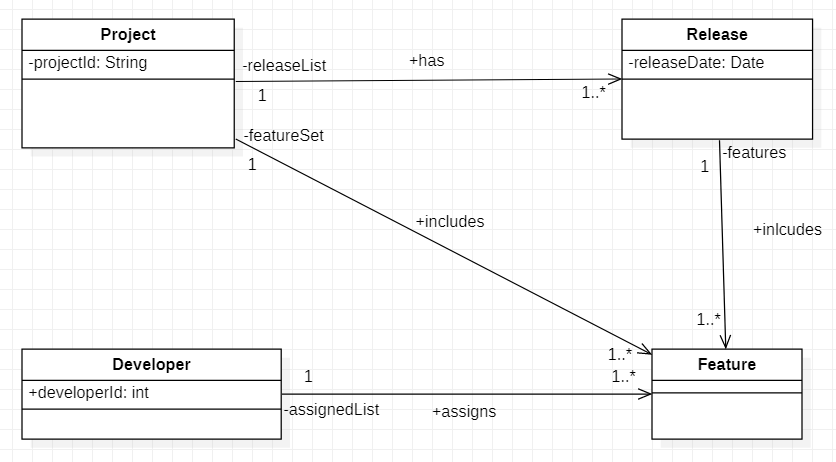 Project
-projectId: String
Release
-releaseDate: Date
-releaseList
+has
1
1..*
-featureSet
1
-features
1
+includes
+inlcudes
1..*
1..*
Developer
+developerId: int
1
1..*
-assignedList
+assigns
Feature